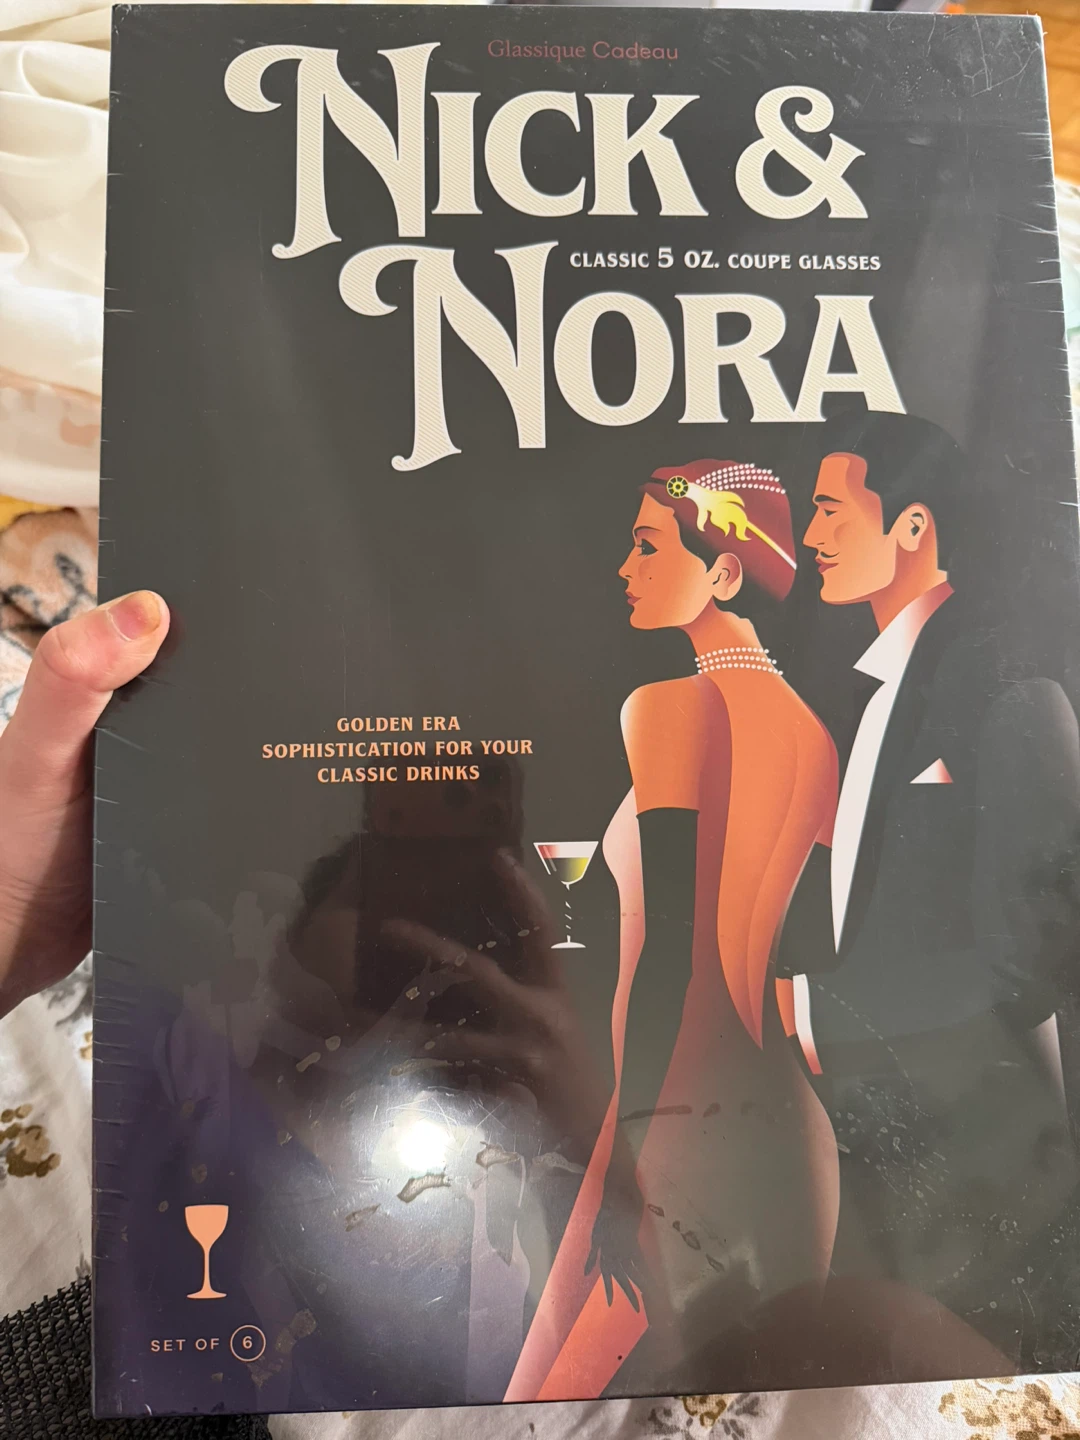 Glassique Cadeau
NICK &
CLASSIC 5 OZ. COUPE GLASSES
NORA
GOLDEN ERA
SOPHISTICATION FOR YOUR
CLASSIC DRINKS
SET OF 6